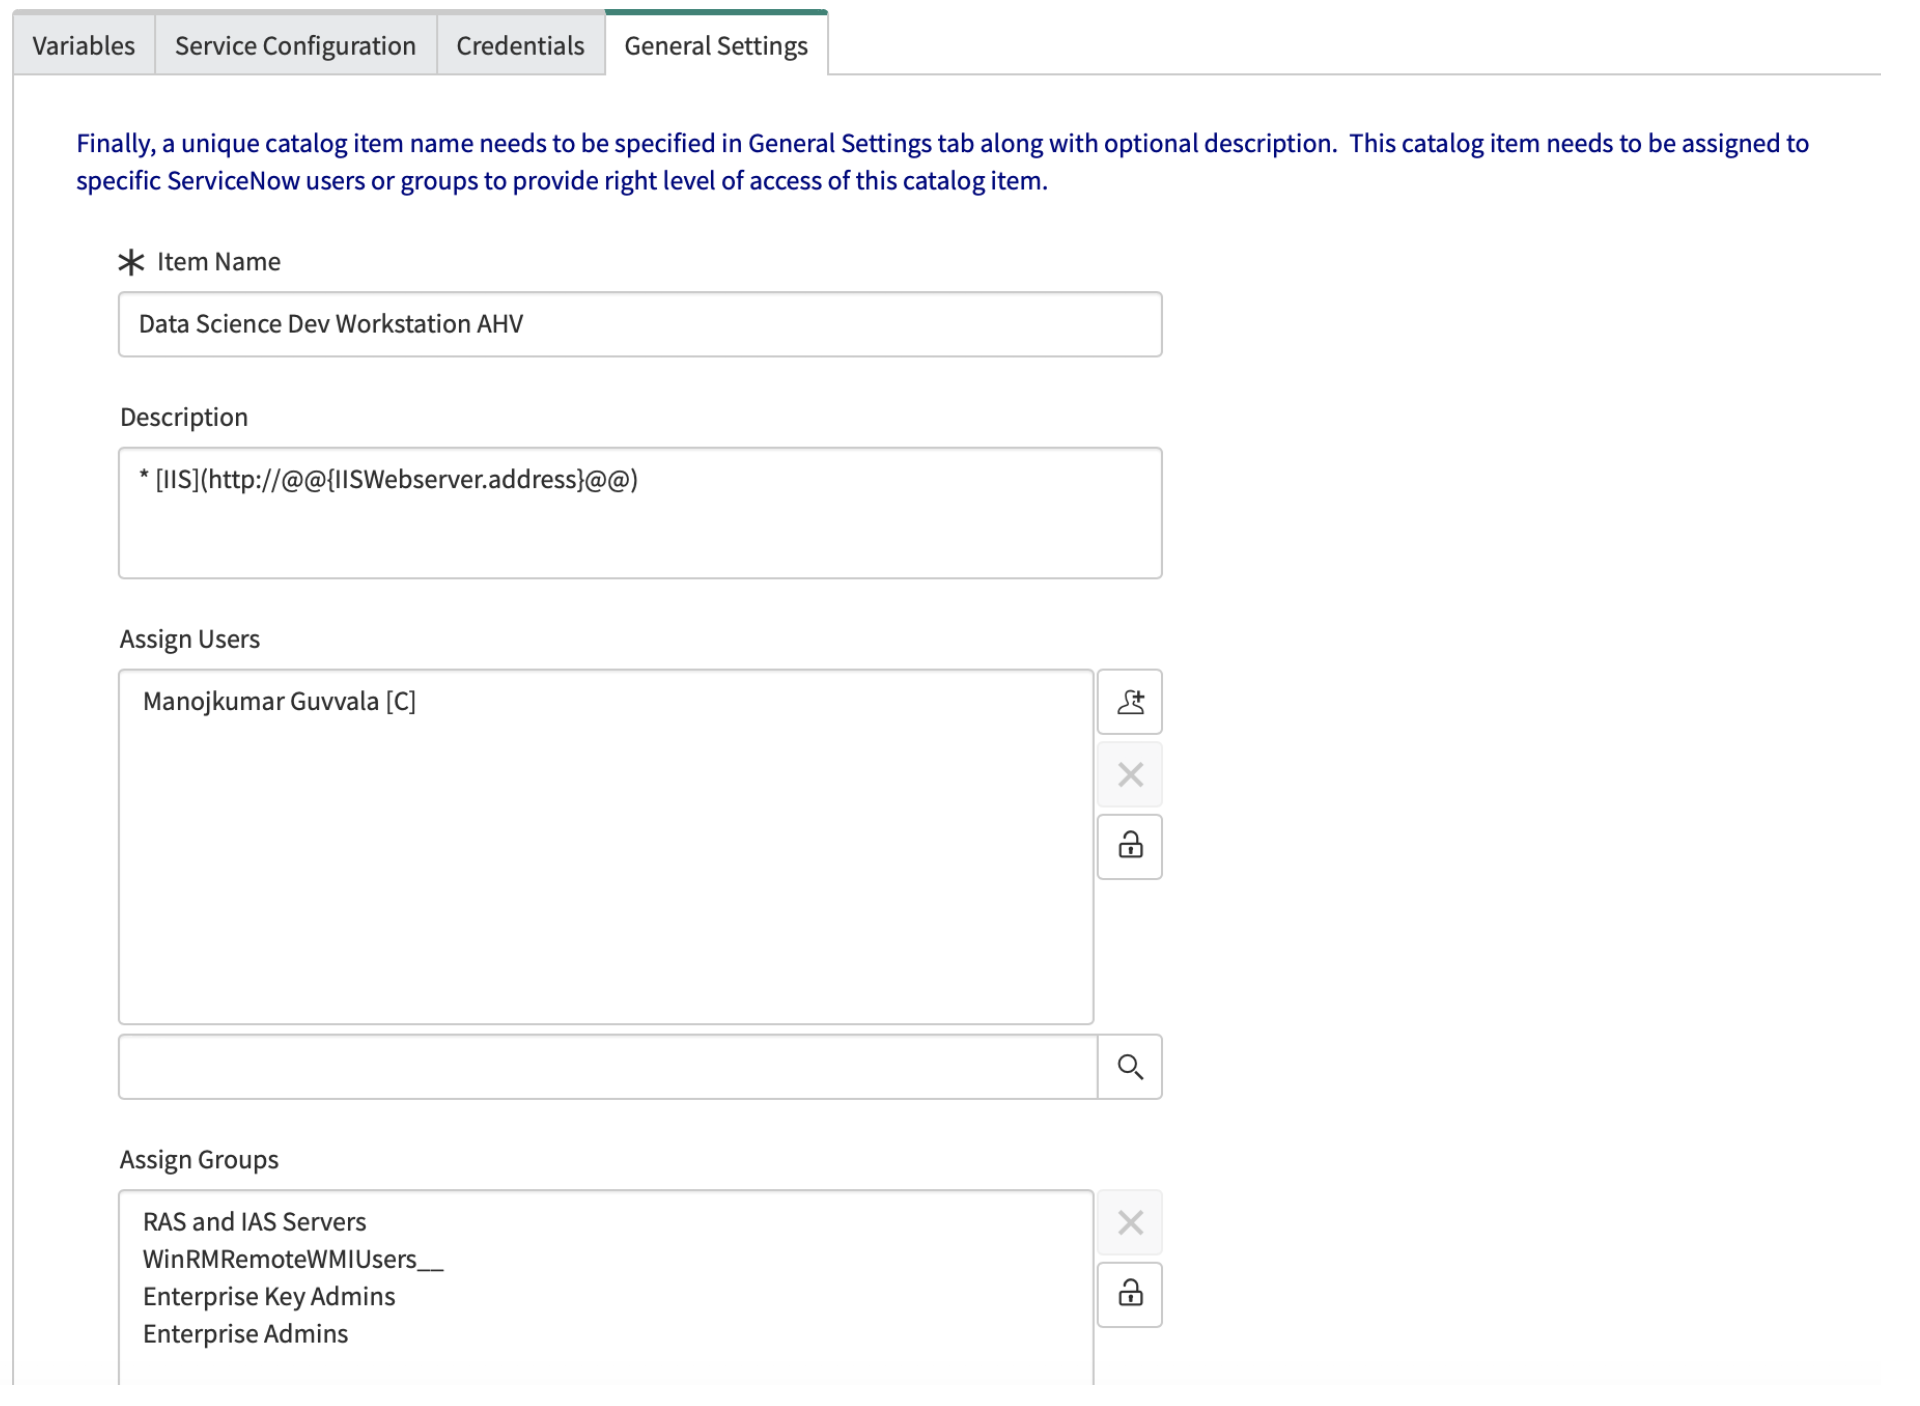 Variables Service Configuration Credentials General Settings
Finally, a unique catalog item name needs to be specified in General Settings tab along with optional description.  This catalog item needs to be assigned to
specific ServiceNow users or groups to provide right level of access of this catalog item.
* Item Name
Data Science Dev Workstation AHV
Description
* [IIS](http://@@{IISWebserver.address}@@)
Assign Users
Manojkumar Guvvala [C]
Assign Groups
RAS and IAS Servers
WinRMRemoteWMIUsers__
Enterprise Key Admins
Enterprise Admins